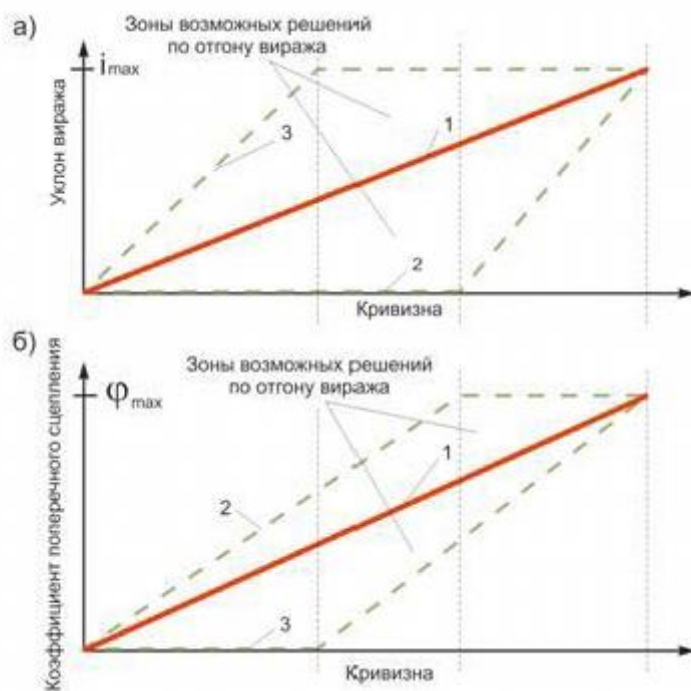 а)
Зоны возможных решений
по отгону виража
i max
3
1
2
Уклон виража
Кривизна
б)
Зоны возможных решений
по отгону виража
φ max
1
2
3
Коэффициент поперечного сцепления
Кривизна